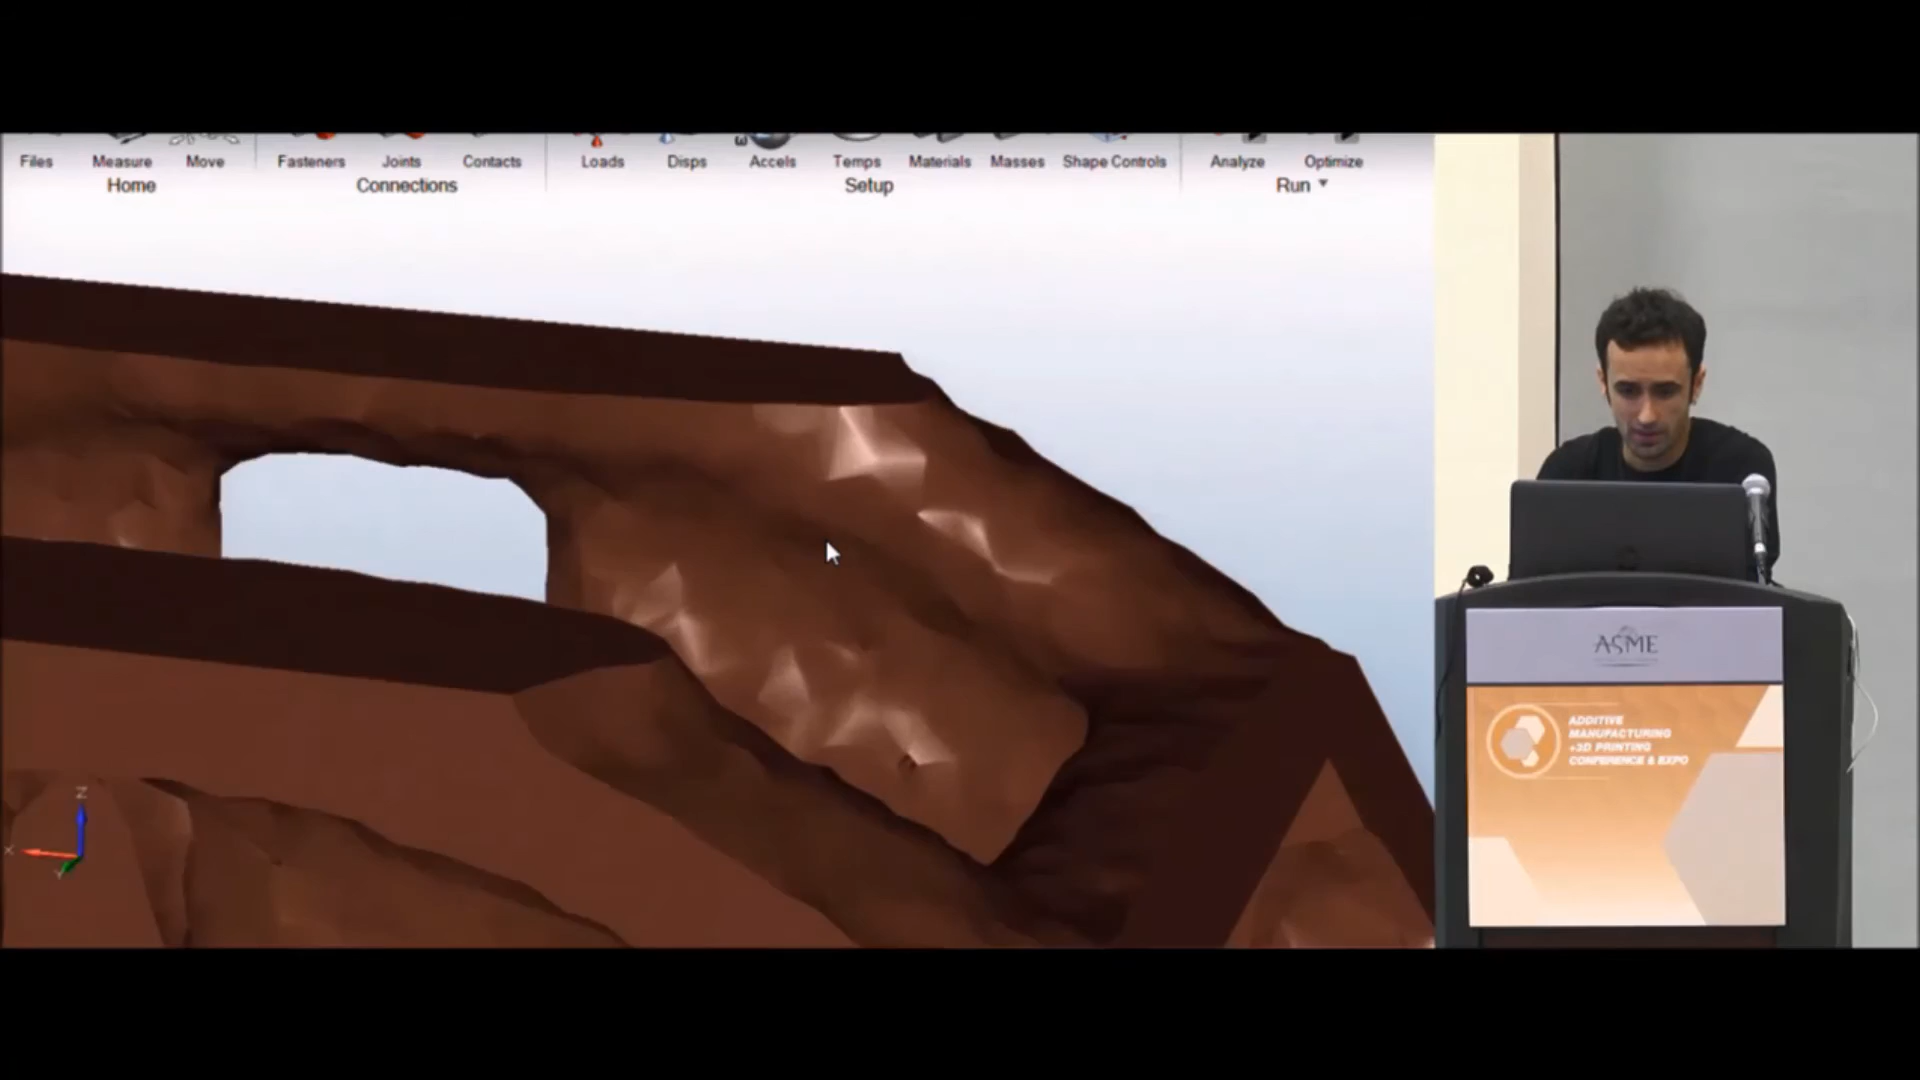 Files Measure Move Fasteners Joints Contacts Loads Disps Accels Temps Materials Masses Shape Controls Analyze Optimize
Home Connections Setup Run
Z
X
Y
ASME
ADDITIVE
MANUFACTURING
+3D PRINTING
CONFERENCE & EXPO